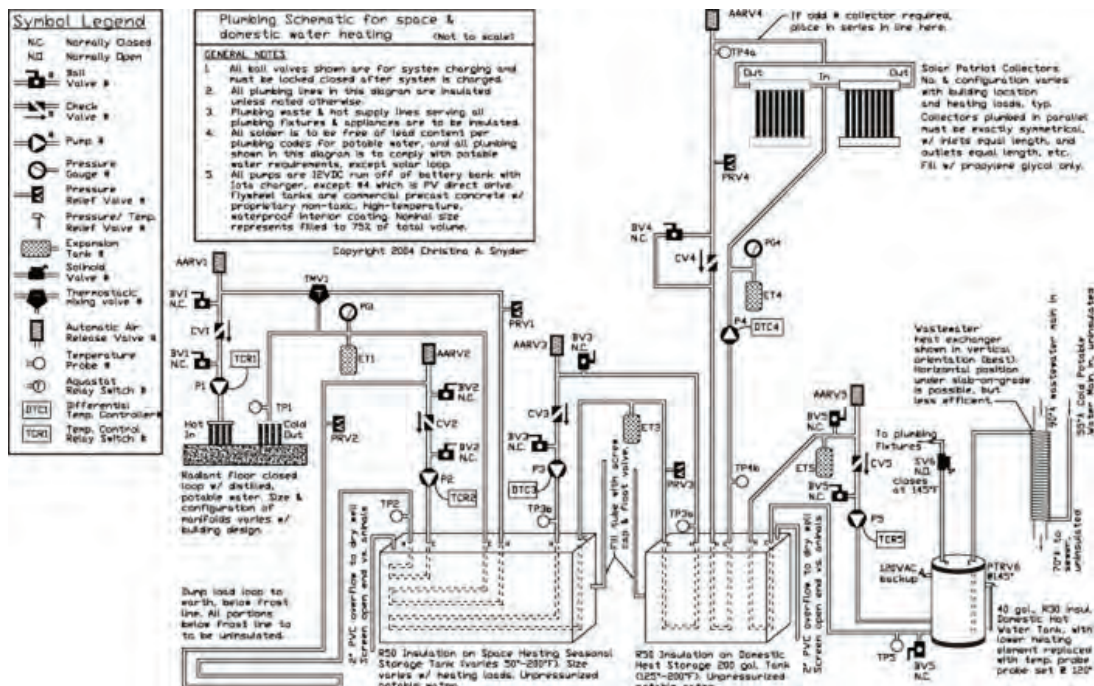 Symbol Legend
N.C. Normally Closed
N.O. Normally Open
Ball
Valve #
Check
Valve #
Pump #
Pressure
Gauge #
Pressure
Relief Valve #
Pressure/ Temp.
Relief Valve #
Expansion
Tank #
Solinoid
Valve #
Thermostatic
mixing valve #
Automatic Air
Release Valve #
Temperature
Probe #
Aquastat
Relay Switch #
DTC1 Differential
Temp. Controller#
TCR1 Temp. Control
Relay Switch #
Plumbing Schematic for space &
domestic water heating (Not to scale)
GENERAL NOTES
1. All ball valves shown are for system charging and
must be locked closed after system is charged.
2. All plumbing lines in this diagram are insulated
unless noted otherwise.
3. Plumbing waste & hot supply lines serving all
plumbing fixtures & appliances are to be insulated.
4. All solder is to be free of lead content per
plumbing codes for potable water, and all plumbing
shown in this diagram is to comply with potable
water requirements, except solar loop.
5. All pumps are 12VDC run off of battery bank with
Iota charger, except #4 which is PV direct drive.
Flywheel tanks are commercial precast concrete w/
proprietary non-toxic, high-temperature,
waterproof interior coating. Nominal size
represents filled to 75% of total volume.
Copyright 2004 Christina A. Snyder
AARV4
IF odd # collector required,
place in series in line here.
TP4a
Out In Out
Solar Patriot Collectors
No. & configuration varies
with building location
and heating loads, typ.
Collectors plumbed in parallel
must be exactly symmetrical,
w/ inlets equal length, and
outlets equal length, etc.
Fill w/ propylene glycol only.
PRV4
BV4
N.C.
CV4
PG4
ET4
P4
DTC4
AARV1
BV1
N.C.
CV1
BV1
N.C.
P1
TCR1
TMV1
PG1
ET1
PRV1
TP1
Hot
In
Cold
Out
Radiant floor closed
loop w/ distilled,
potable water. Size &
configuration of
manifolds varies w/
building design
AARV2
BV2
N.C.
CV2
BV2
N.C.
P2
TCR2
PRV2
TP2
AARV3
BV3
N.C.
CV3
BV3
N.C.
P3
DTC3
TP3b
ET3
PRV3
TP3a
Fill tube with screw
cap & float valve.
TP4b
AARV5
BV5
N.C.
ET5
CV5
BV5
N.C.
P5
TCR5
Wastewater
heat exchanger
shown in vertical
orientation (best).
Horizontal position
under slab-on-grade
is possible, but
less efficient.
90°F wastewater main in
55°F Cold Potable
Water Main in, uninsulated
70°F to
sewer
uninsulated
To plumbing
fixtures
SV6
N.O.
closes
at 145°F
120VAC
backup
PTRV6
@145°
40 gal., R30 insul.
Domestic Hot
Water Tank, with
lower heating
element replaced
with temp. probe
probe set @ 120°
TP5
BV5
N.C.
Dump load loop to
earth, below frost
line. All portions
below frost line to
to be uninsulated.
2" PVC overflow to dry well
Screen open end vs. animals
R50 Insulation on Space Heating Seasonal
Storage Tank (varies 50°-200°F). Size
varies w/ heating loads. Unpressurized
potable water.
R50 Insulation on Domestic
Heat Storage 200 gal. Tank
(125°-200°F). Unpressurized
potable water.
2" PVC overflow to dry well
Screen open end vs. animals